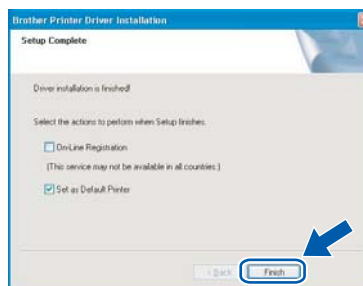 Brother Printer Driver Installation
Setup Complete
Driver installation is finished!
Select the actions to perform when Setup finishes.
On-Line Registration
(This service may not be available in all countries.)
Set as Default Printer
< Back
Finish